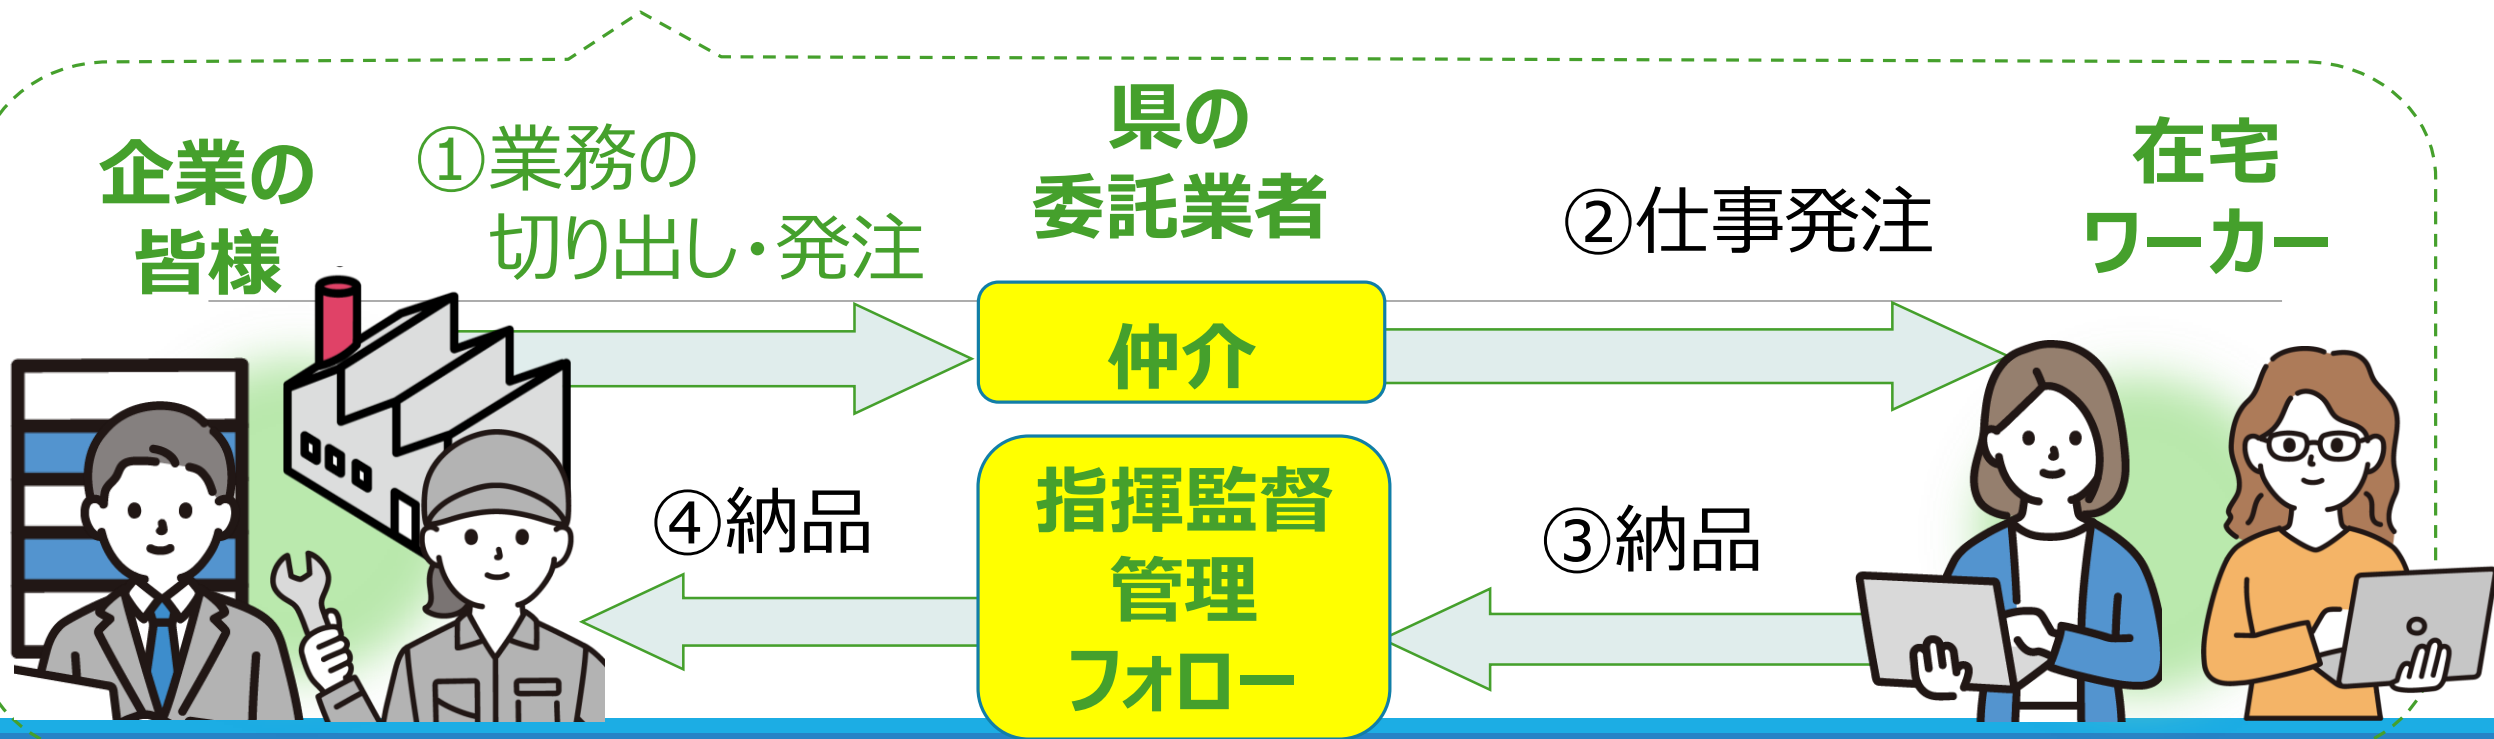 企業の
皆様
①業務の
切り出し・発注
県の
委託業者
②仕事発注
在宅
ワーカー
仲介
指揮監督
管理
フォロー
④納品
③納品